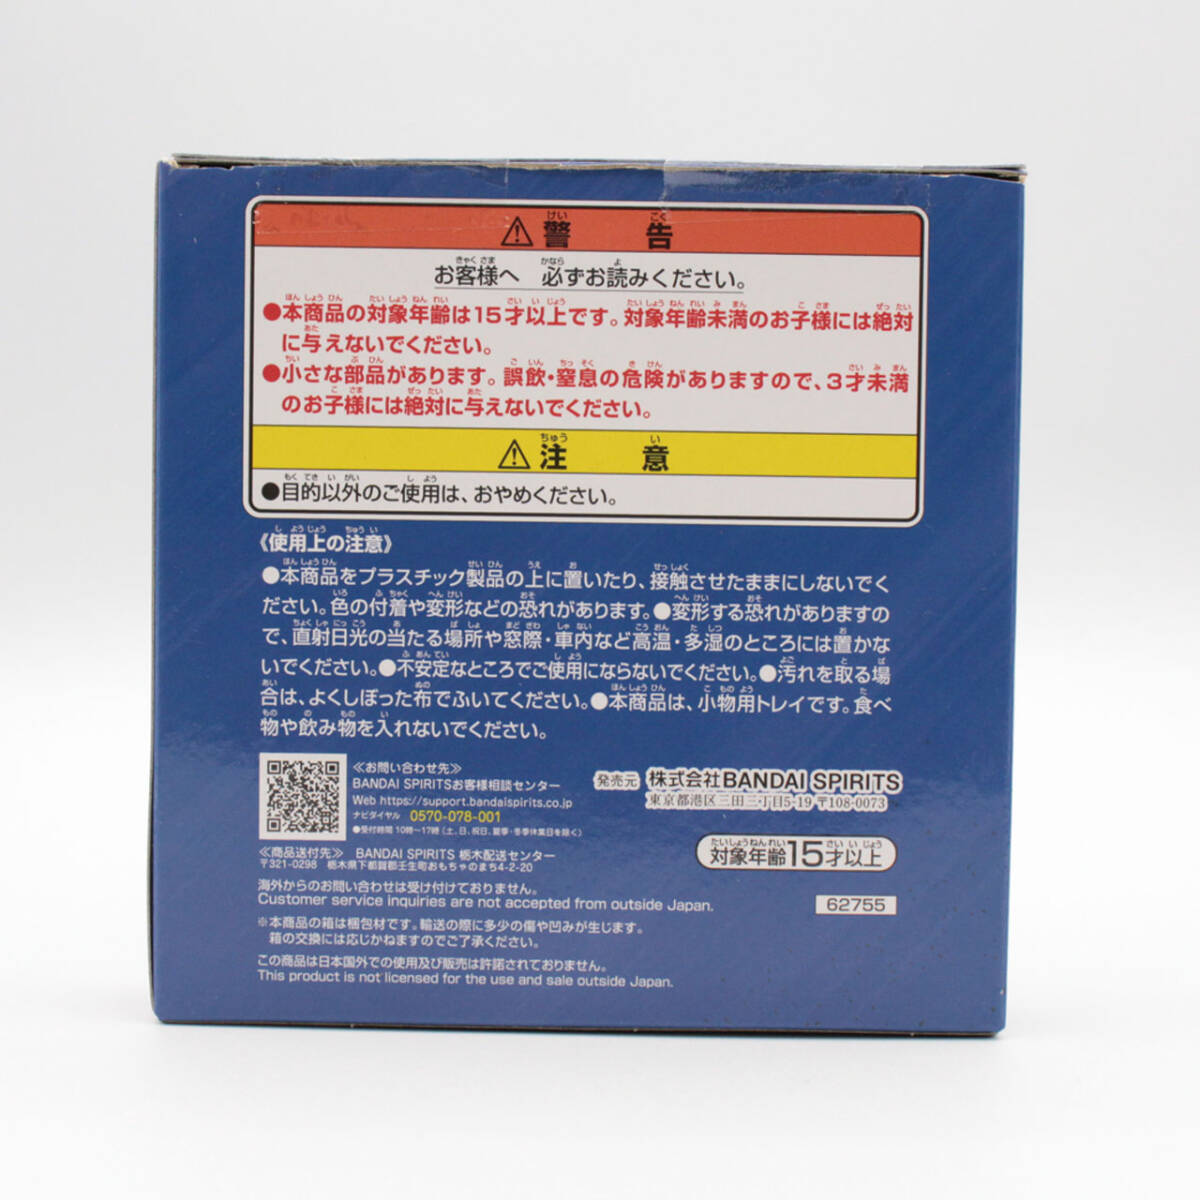 ⚠警告
お客様へ 必ずお読みください。
●本商品の対象年齢は15才以上です。対象年齢未満のお子様には絶対
に与えないでください。
●小さな部品があります。誤飲・窒息の危険がありますので、3才未満
のお子様には絶対に与えないでください。
⚠注意
●目的以外のご使用は、おやめください。
《使用上の注意》
●本商品をプラスチック製品の上に置いたり、接触させたままにしないでく
ださい。色の付着や変形などの恐れがあります。●変形する恐れがありますの
で、直射日光の当たる場所や窓際・車内など高温・多湿のところには置かな
いでください。●不安定なところでご使用にならないでください。●汚れを取る場
合は、よくしぼった布でふいてください。●本商品は、小物用トレイです。食べ
物や飲み物を入れないでください。
≪お問い合わせ先≫
BANDAI SPIRITSお客様相談センター
Web https://support.bandaispirits.co.jp
ナビダイヤル 0570-078-001
●受付時間 10時〜17時(土、日、祝日、夏季・冬季休業日を除く)
発売元 株式会社BANDAI SPIRITS
東京都港区三田三丁目5-19 〒108-0073
≪商品送付先≫ BANDAI SPIRITS 栃木配送センター
〒321-0298 栃木県下都賀郡壬生町おもちゃのまち4-2-20
対象年齢15才以上
海外からのお問い合わせは受け付けておりません。
Customer service inquiries are not accepted from outside Japan.
62755
※本商品の箱は梱包材です。輸送の際に多少の傷や凹みが生じます。
箱の交換には応じかねますのでご了承ください。
この商品は日本国外での使用及び販売は許諾されておりません。
This product is not licensed for the use and sale outside Japan.